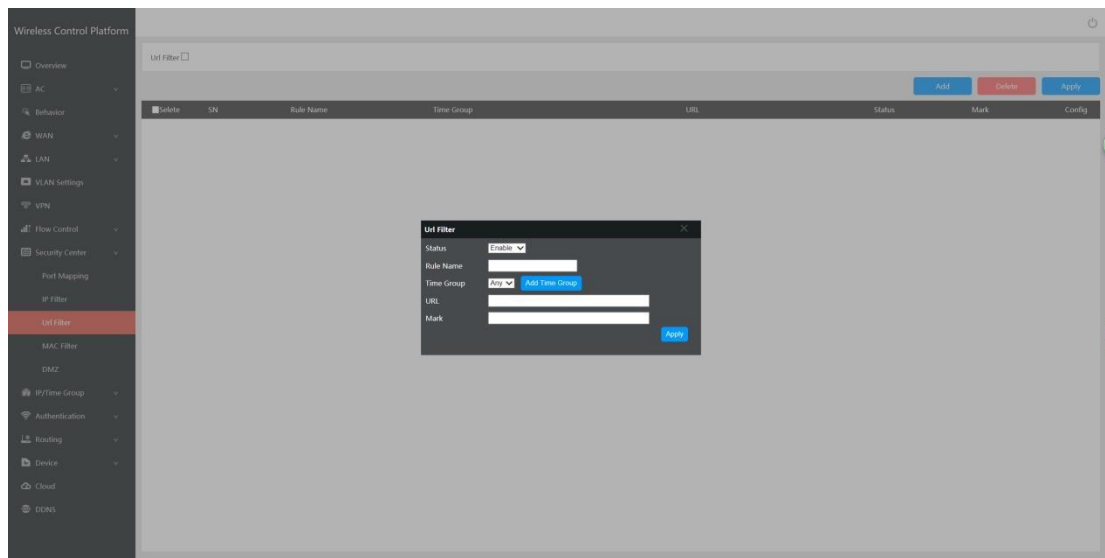 Wireless Control Platform
Overview
AC
Behavior
WAN
LAN
VLAN Settings
VPN
Flow Control
Security Center
Port Mapping
IP Filter
Url Filter
MAC Filter
DMZ
IP/Time Group
Authentication
Routing
Device
Cloud
DDNS
Url Filter
Add Delete Apply
Selete SN Rule Name Time Group URL Status Mark Config
Url Filter
Status Enable
Rule Name
Time Group Any Add Time Group
URL
Mark
Apply